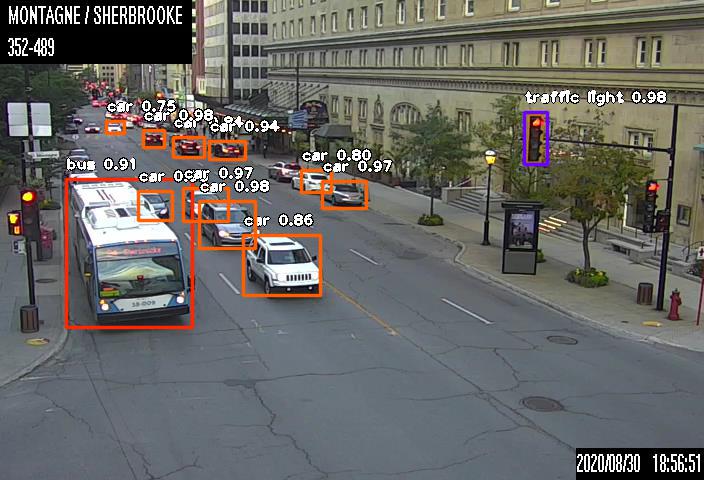 MONTAGNE / SHERBROOKE
352-489
traffic light 0.98
car 0.75
car 0.98
car 0.94
car 0.80
car 0.97
bus 0.91
car 0.97
car 0.98
car 0.86
2020/08/30 18:56:51